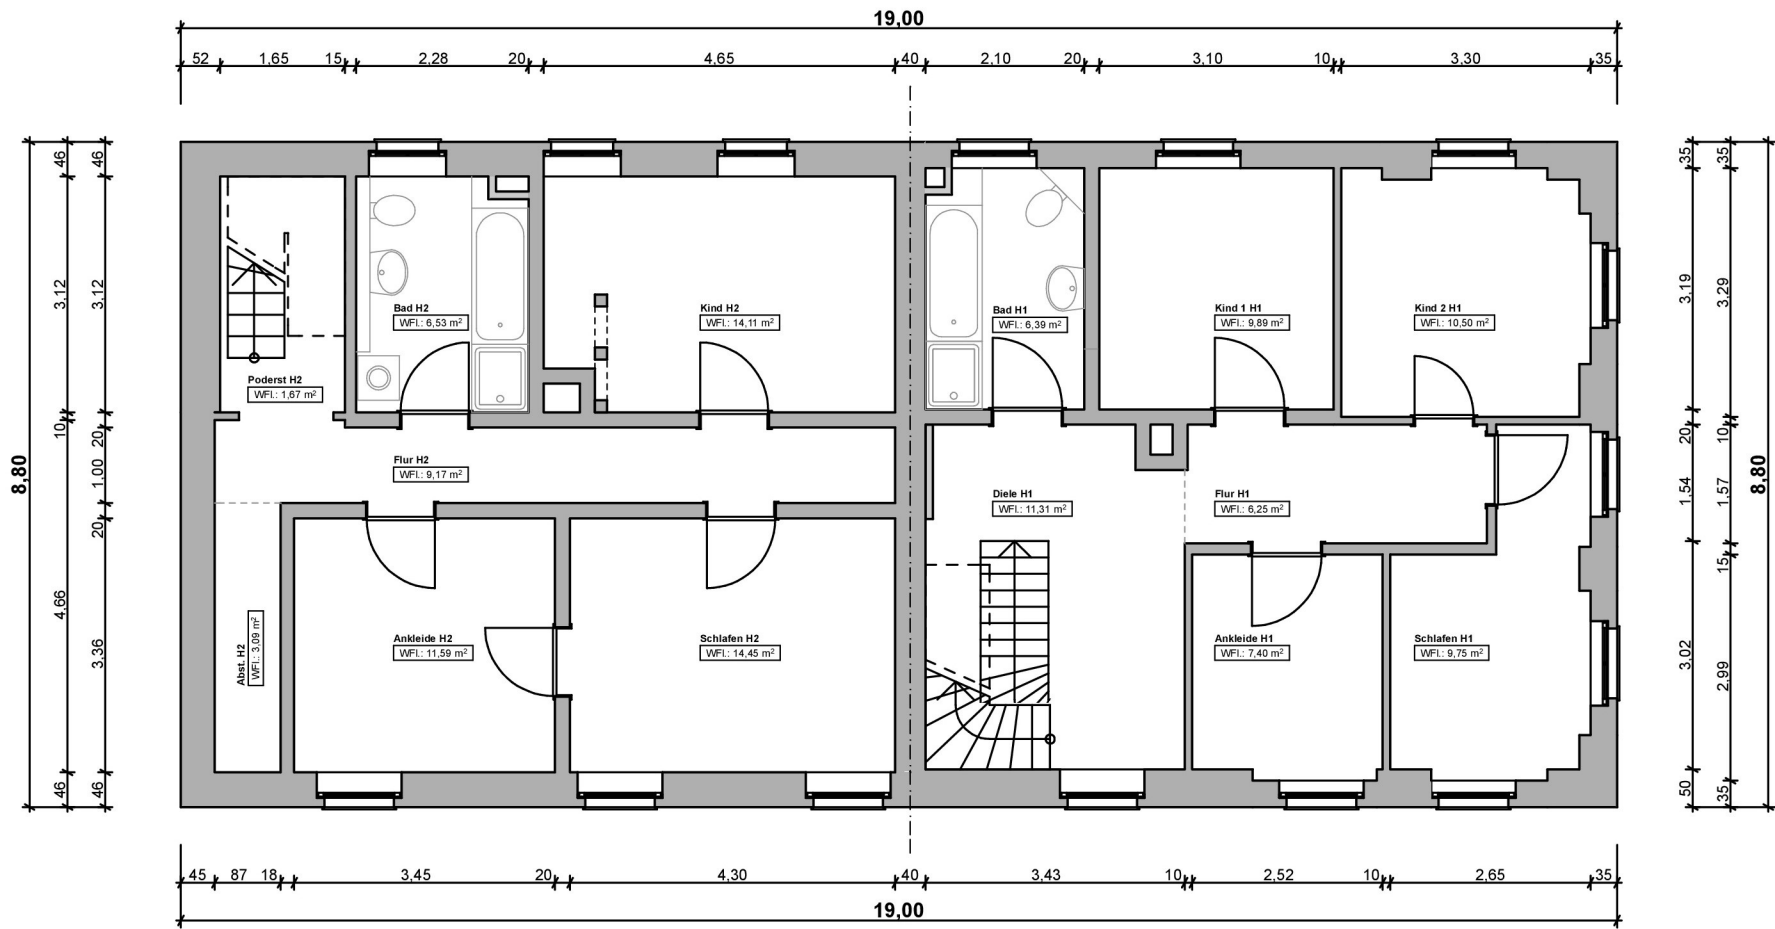 19,00
52 1,65 15 2,28 20 4,65 40 2,10 20 3,10 10 3,30 35
8,80
46 3,12 10 4,66 46
46 3,12 20 1,00 20 3,36 46
Bad H2
WFl.: 6,53 m²
Kind H2
WFl.: 14,11 m²
Bad H1
WFl.: 6,39 m²
Kind 1 H1
WFl.: 9,89 m²
Kind 2 H1
WFl.: 10,50 m²
Poderst H2
WFl.: 1,67 m²
Flur H2
WFl.: 9,17 m²
Diele H1
WFl.: 11,31 m²
Flur H1
WFl.: 6,25 m²
Abst. H2
WFl.: 3,09 m²
Ankleide H2
WFl.: 11,59 m²
Schlafen H2
WFl.: 14,45 m²
Ankleide H1
WFl.: 7,40 m²
Schlafen H1
WFl.: 9,75 m²
35 3,19 20 1,54 15 3,02 50
35 3,29 10 1,57 2,99 35
8,80
45 87 18 3,45 20 4,30 40 3,43 10 2,52 10 2,65 35
19,00